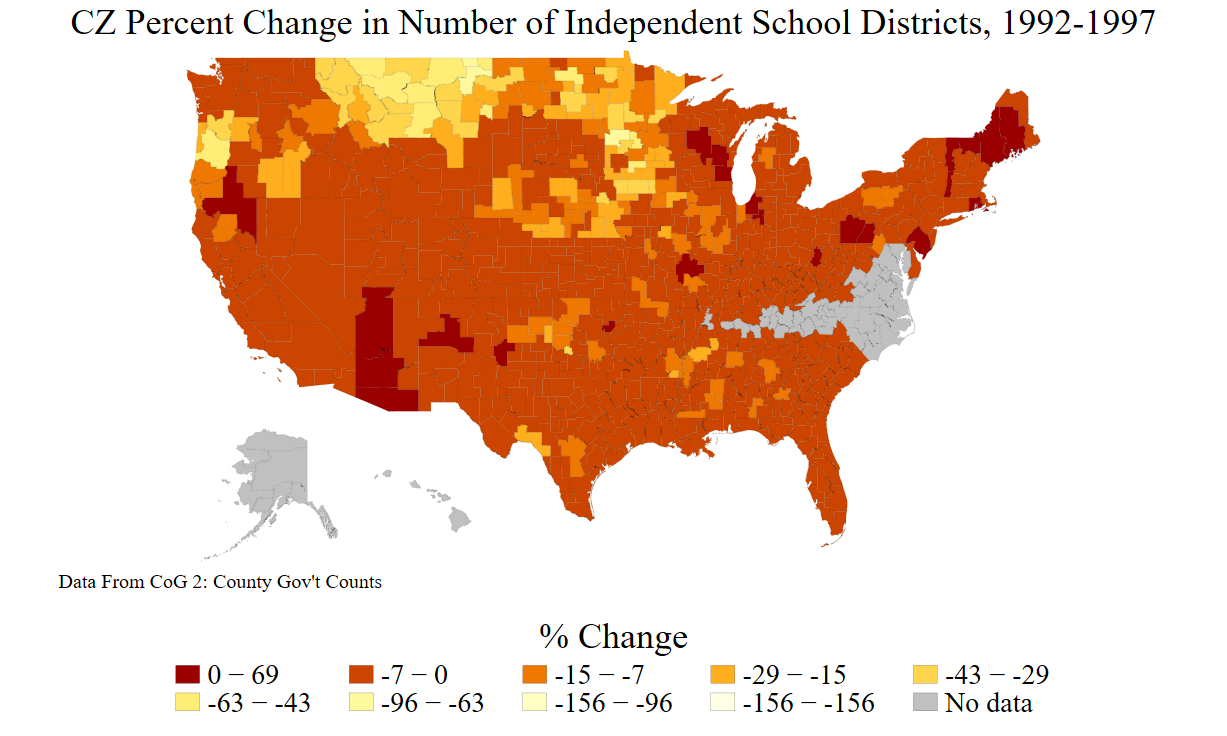 CZ Percent Change in Number of Independent School Districts, 1992-1997
Data From CoG 2: County Gov't Counts
% Change
0 − 69 -7 − 0 -15 − -7 -29 − -15 -43 − -29
-63 − -43 -96 − -63 -156 − -96 -156 − -156 No data